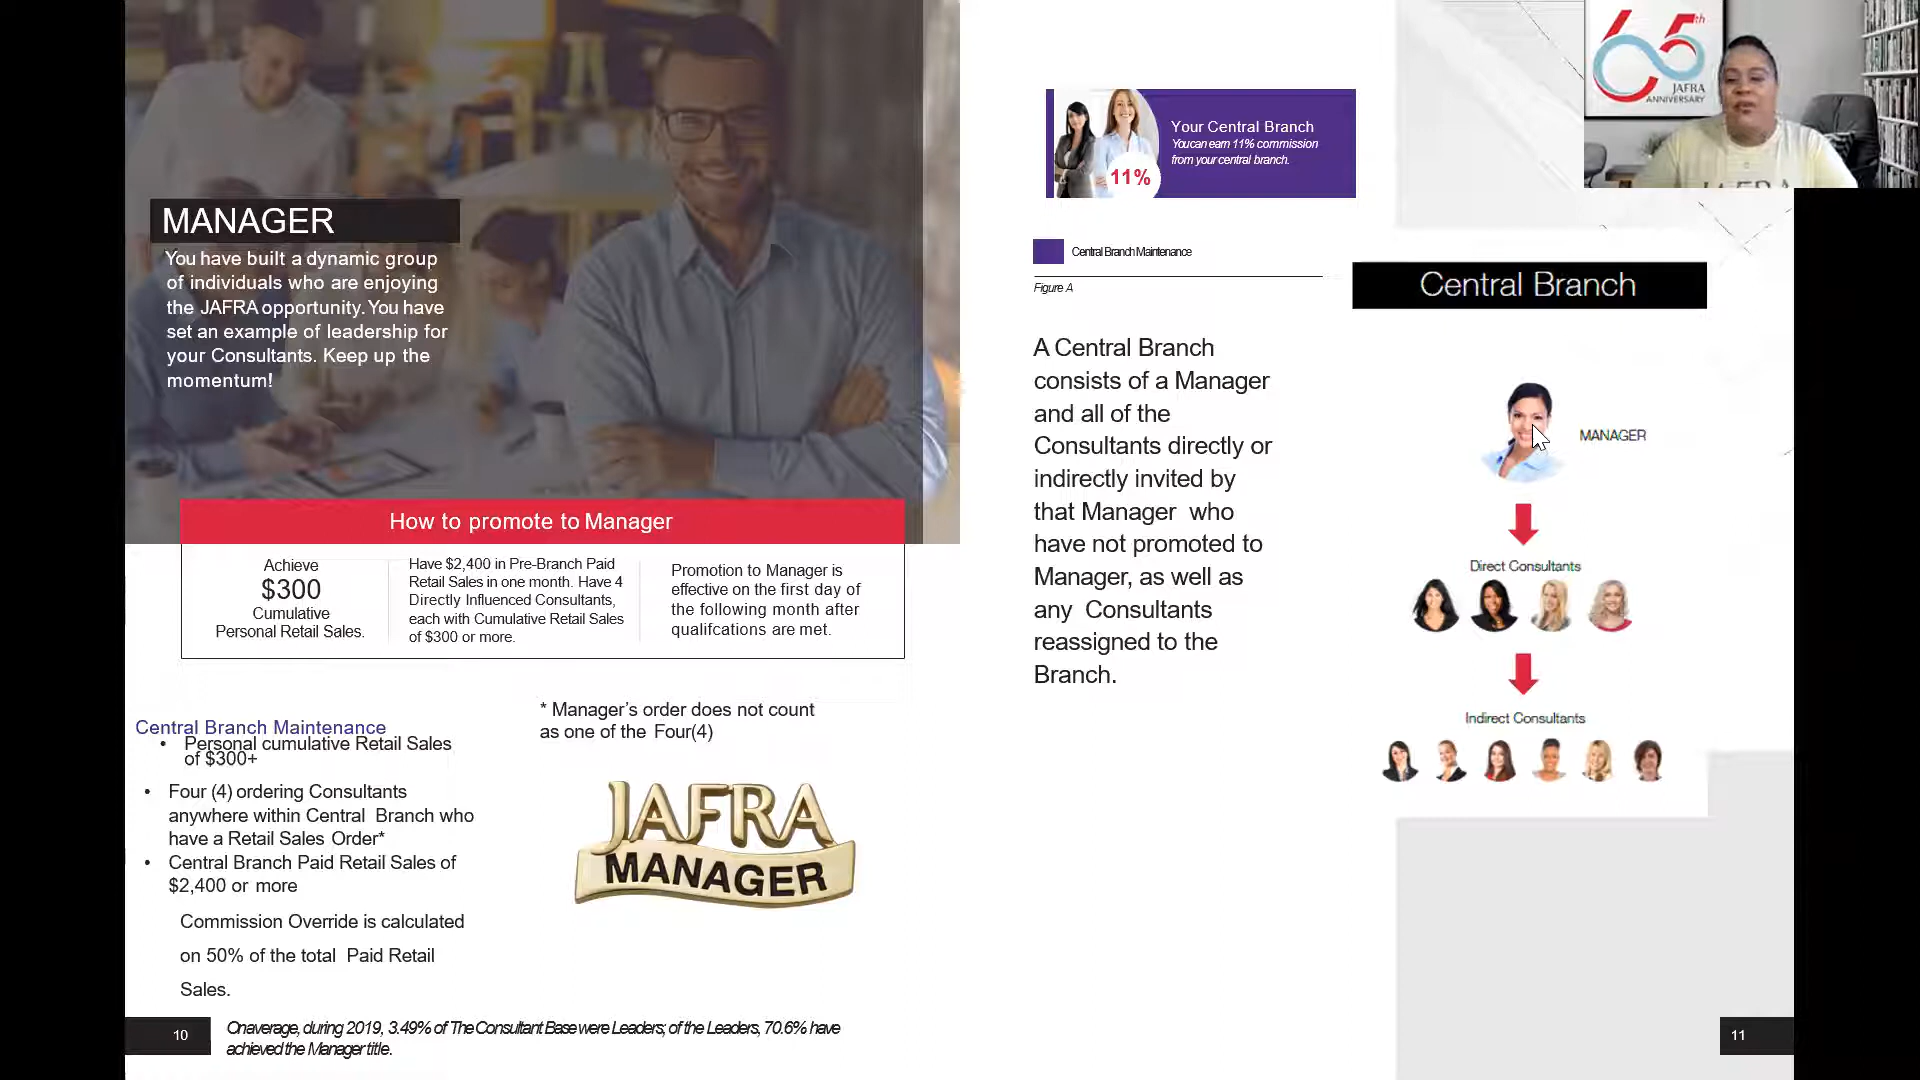 MANAGER
You have built a dynamic group
of individuals who are enjoying
the JAFRA opportunity. You have
set an example of leadership for
your Consultants. Keep up the
momentum!
How to promote to Manager
Achieve
$300
Cumulative
Personal Retail Sales.
Have $2,400 in Pre-Branch Paid
Retail Sales in one month. Have 4
Directly Influenced Consultants,
each with Cumulative Retail Sales
of $300 or more.
Promotion to Manager is
effective on the first day of
the following month after
qualifcations are met.
Central Branch Maintenance
• Personal cumulative Retail Sales
of $300+
• Four (4) ordering Consultants
anywhere within Central Branch who
have a Retail Sales Order*
• Central Branch Paid Retail Sales of
$2,400 or more
Commission Override is calculated
on 50% of the total Paid Retail
Sales.
* Manager's order does not count
as one of the Four(4)
JAFRA
MANAGER
10
On average, during 2019, 3.49% of The Consultant Base were Leaders; of the Leaders, 70.6% have
achieved the Manager title.
11%
Your Central Branch
You can earn 11% commission
from your central branch.
Central Branch Maintenance
Figure A
A Central Branch
consists of a Manager
and all of the
Consultants directly or
indirectly invited by
that Manager who
have not promoted to
Manager, as well as
any Consultants
reassigned to the
Branch.
Central Branch
MANAGER
Direct Consultants
Indirect Consultants
11
65th
JAFRA
ANNIVERSARY
JAFRA